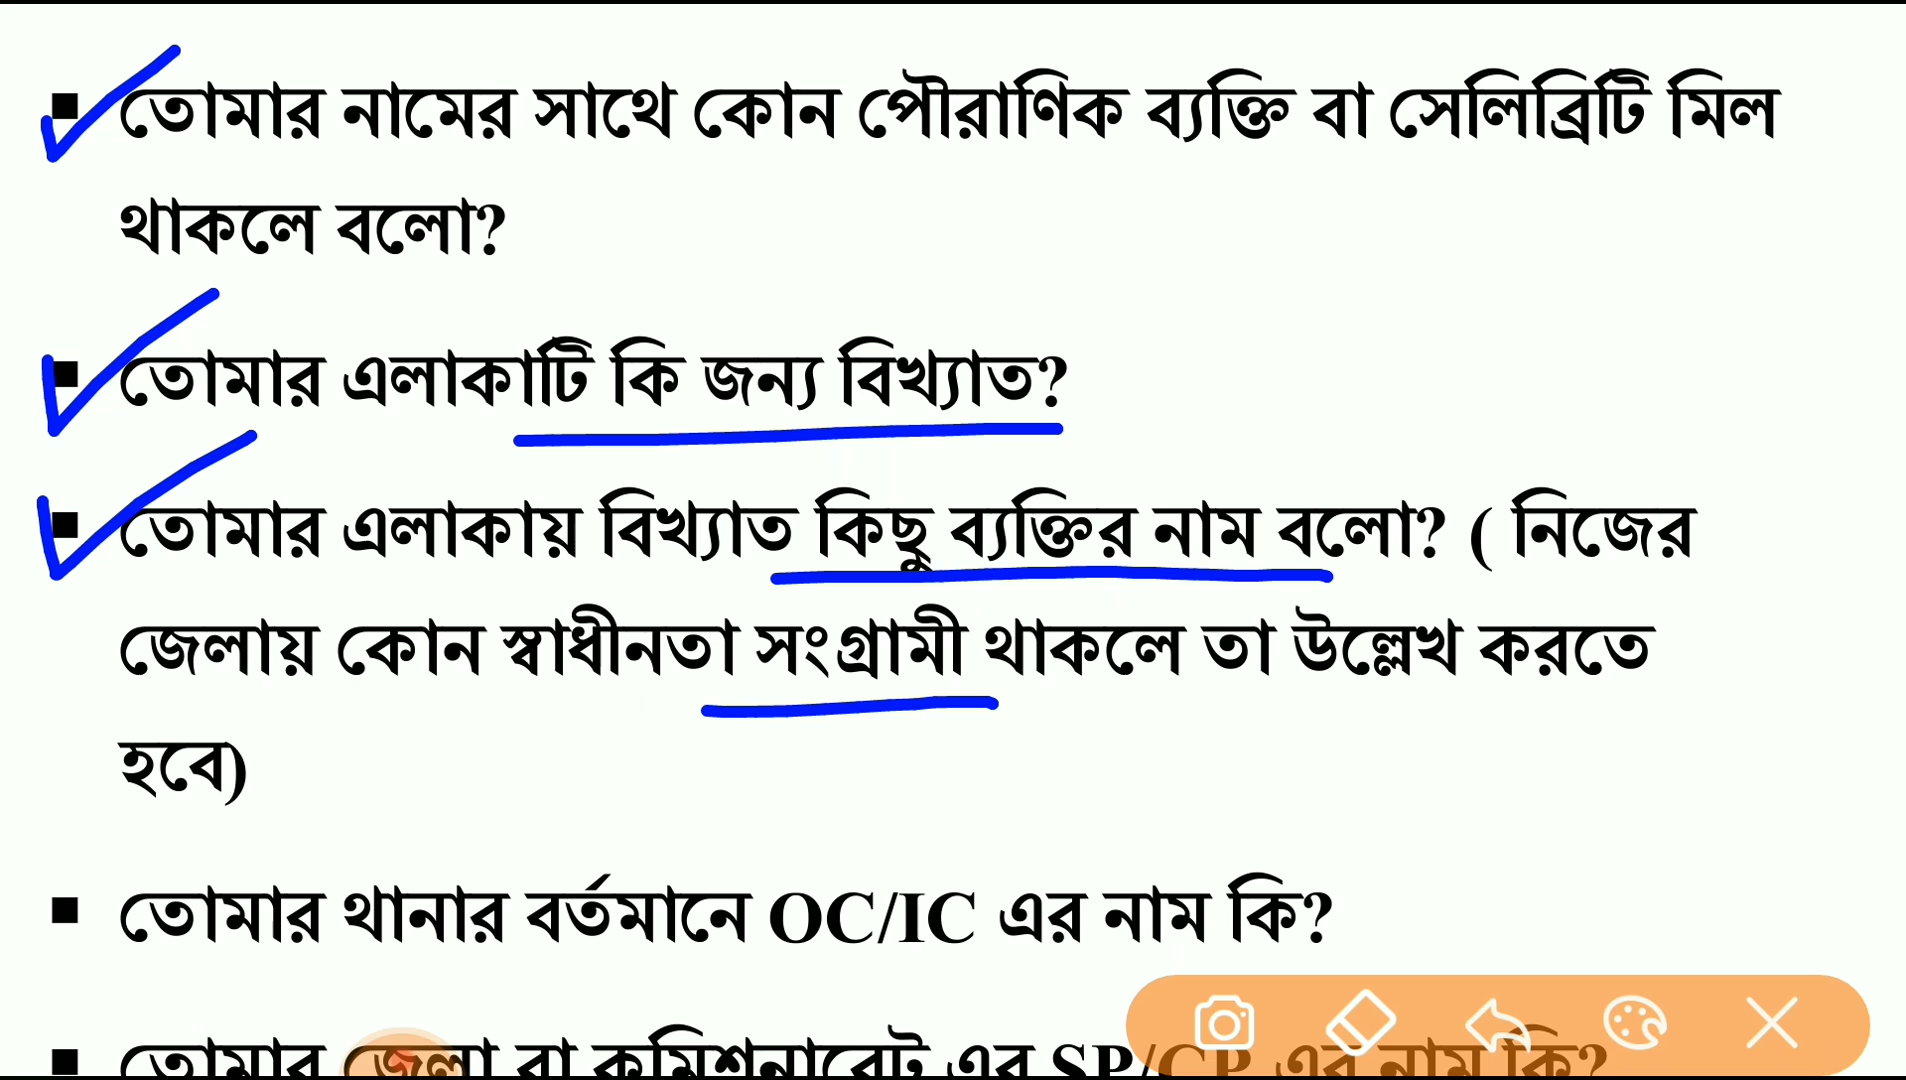 ▪ তোমার নামের সাথে কোন পৌরাণিক ব্যক্তি বা সেলিব্রিটি মিল
থাকলে বলো?
▪ তোমার এলাকাটি কি জন্য বিখ্যাত?
▪ তোমার এলাকায় বিখ্যাত কিছু ব্যক্তির নাম বলো? ( নিজের
জেলায় কোন স্বাধীনতা সংগ্রামী থাকলে তা উল্লেখ করতে
হবে)
▪ তোমার থানার বর্তমানে OC/IC এর নাম কি?
▪ তোমার জেলা বা কমিশনারেট এর SP/CP এর নাম কি?